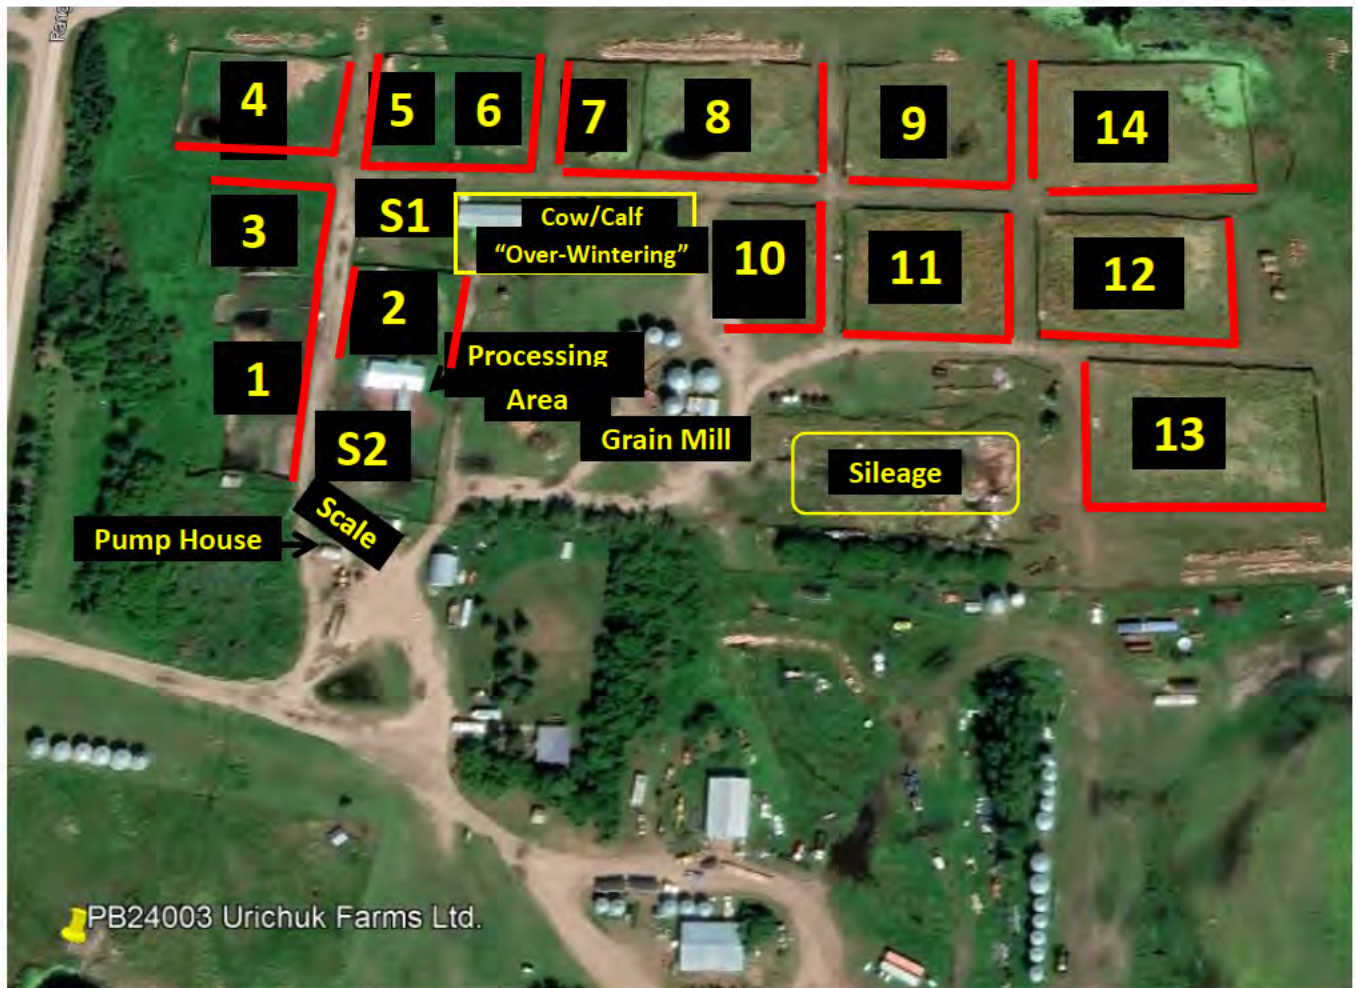 Rang
4
5
6
7
8
9
14
3
S1
Cow/Calf
“Over-Wintering”
10
11
12
2
1
Processing
Area
Grain Mill
S2
Sileage
13
Scale
Pump House
PB24003 Urichuk Farms Ltd.